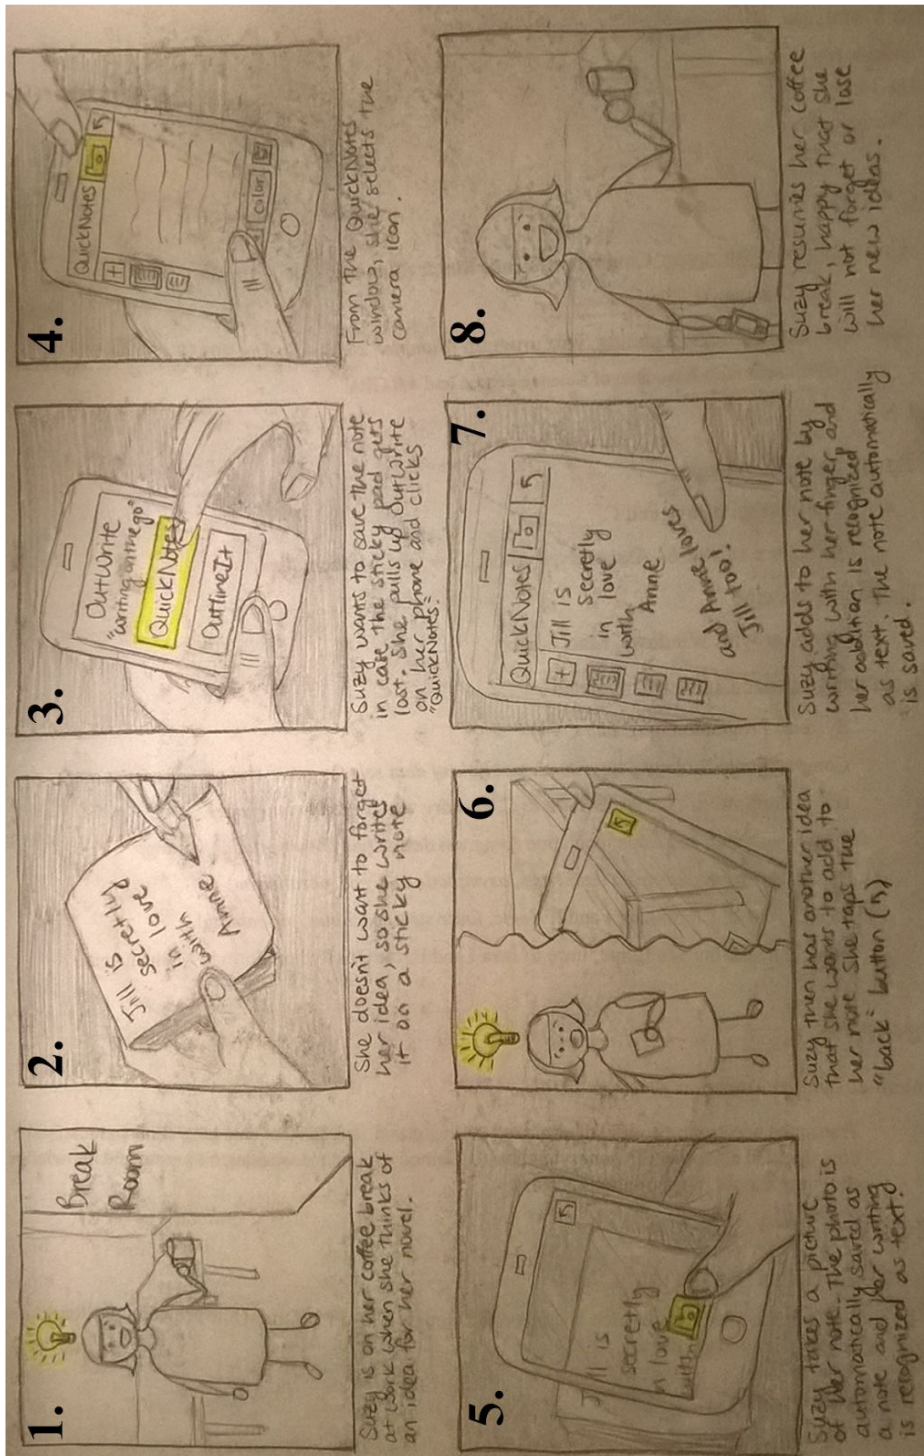 1.
Break
Room
Suzy is on her coffee break
at work when she thinks of
an idea for her novel.
2.
Jill is
secretly
in love
with
Anne
She doesn't want to forget
her idea, so she writes
it on a sticky note
3.
OutWrite
"writing on the go"
QuickNotes
OutlineIt
Suzy wants to save the note
in case the sticky pad gets
lost. She pulls up OutWrite
on her phone and clicks
"QuickNotes"
4.
QuickNotes
Color
From the QuickNotes
window, she selects the
camera icon.
5.
ll is
secretly
n love
with
Suzy takes a picture
of her note. The photo is
automatically saved as
a note and her writing
is recognized as text.
6.
Suzy then has another idea
that she wants to add to
her note. She taps the
"back" button (↰)
7.
QuickNotes
Jill is
secretly
in love
with
Anne
and Anne loves
Jill too!
Suzy adds to her note by
writing with her finger, and
her addition is recognized
as text. The note automatically
is saved.
8.
Suzy resumes her coffee
break, happy that she
will not forget or lose
her new ideas.